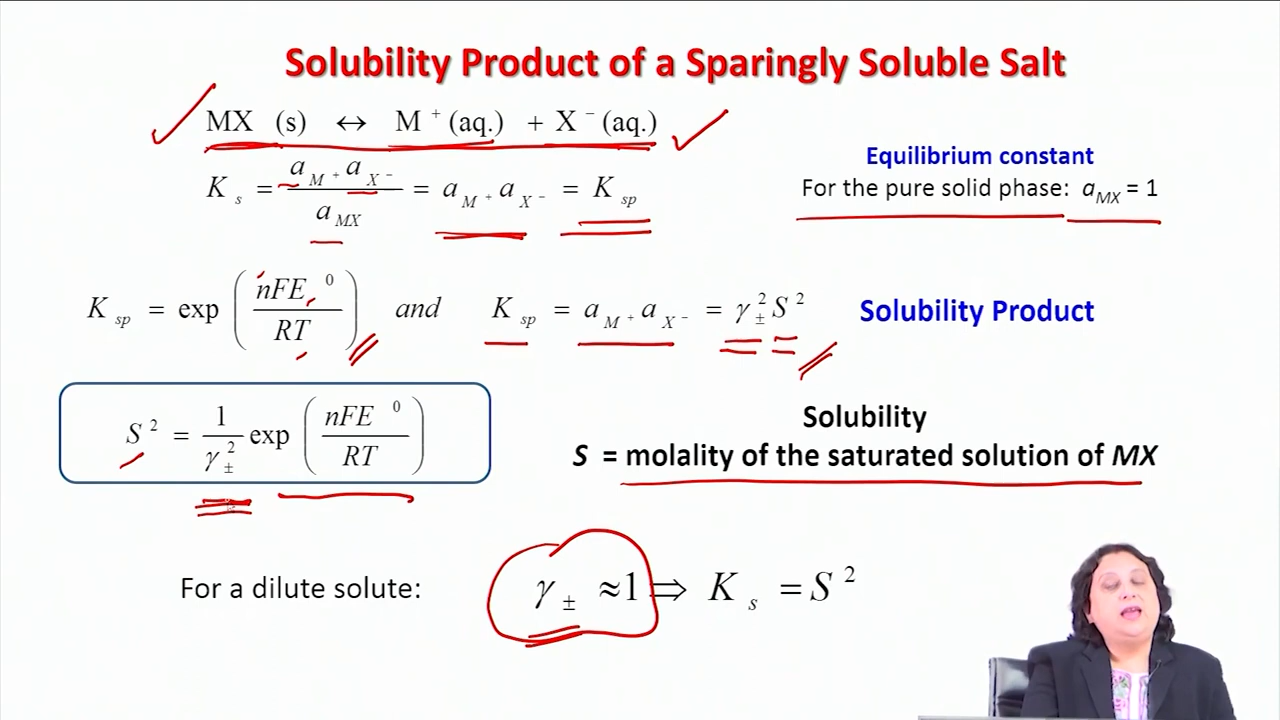 Solubility Product of a Sparingly Soluble Salt
MX (s) ↔ M⁺ (aq.) + X⁻ (aq.)
Equilibrium constant
For the pure solid phase: a_MX = 1
K_s = (a_M⁺ a_X⁻) / a_MX = a_M⁺ a_X⁻ = K_sp
K_sp = exp (nFE⁰ / RT) and K_sp = a_M⁺ a_X⁻ = γ_±² S² Solubility Product
S² = (1 / γ_±²) exp (nFE⁰ / RT)
Solubility
S = molality of the saturated solution of MX
For a dilute solute: γ_± ≈ 1 ⇒ K_s = S²